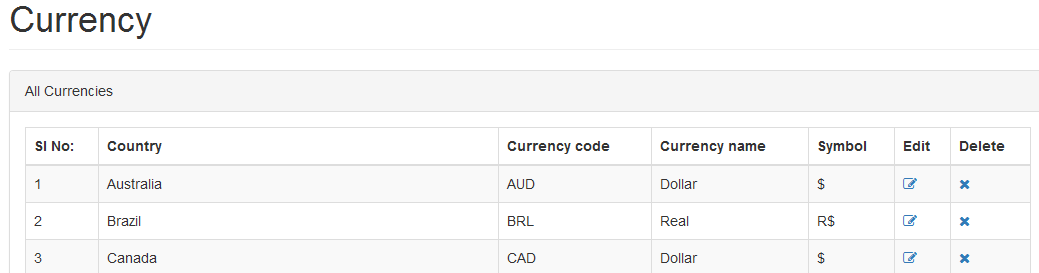 Currency
All Currencies
Sl No: Country Currency code Currency name Symbol Edit Delete
1 Australia AUD Dollar $
2 Brazil BRL Real R$
3 Canada CAD Dollar $